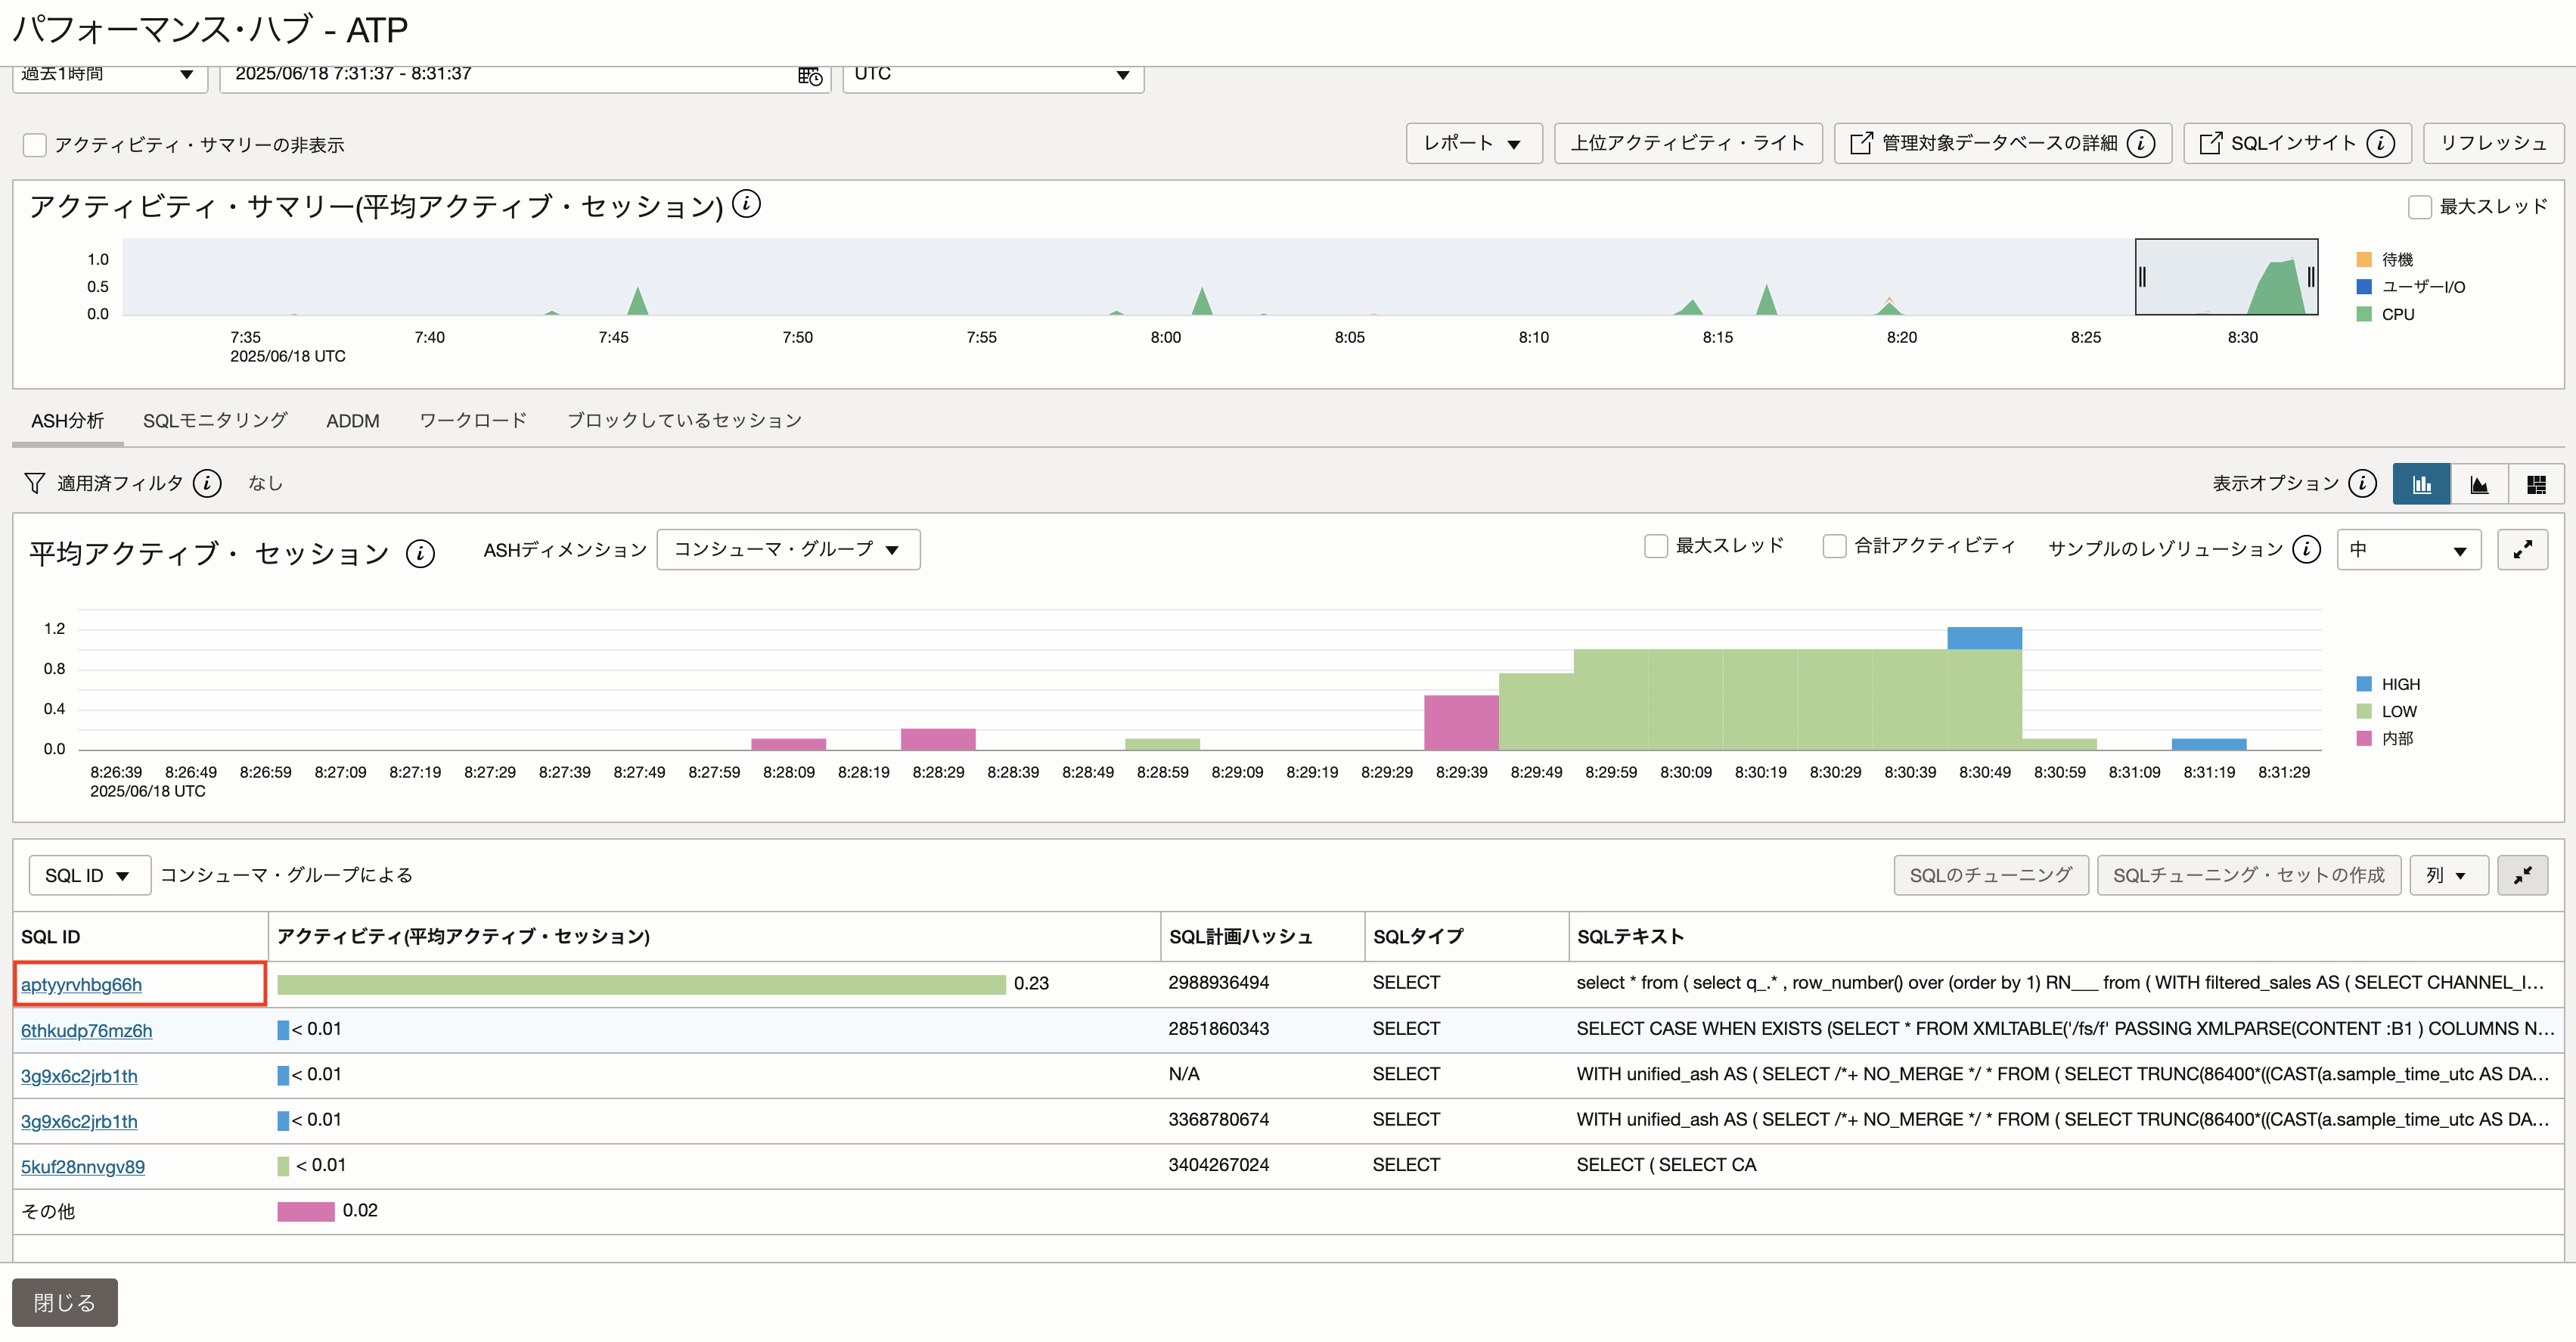 パフォーマンス・ハブ - ATP
過去1時間 2025/06/18 7:31:37 - 8:31:37 UTC
アクティビティ・サマリーの非表示 レポート 上位アクティビティ・ライト 管理対象データベースの詳細 SQLインサイト リフレッシュ
アクティビティ・サマリー(平均アクティブ・セッション) 最大スレッド
1.0
0.5
0.0
7:35 7:40 7:45 7:50 7:55 8:00 8:05 8:10 8:15 8:20 8:25 8:30
2025/06/18 UTC
待機
ユーザーI/O
CPU
ASH分析 SQLモニタリング ADDM ワークロード ブロックしているセッション
適用済フィルタ なし 表示オプション
平均アクティブ・ セッション ASHディメンション コンシューマ・グループ 最大スレッド 合計アクティビティ サンプルのレゾリューション 中
1.2
0.8
0.4
0.0
8:26:39 8:26:49 8:26:59 8:27:09 8:27:19 8:27:29 8:27:39 8:27:49 8:27:59 8:28:09 8:28:19 8:28:29 8:28:39 8:28:49 8:28:59 8:29:09 8:29:19 8:29:29 8:29:39 8:29:49 8:29:59 8:30:09 8:30:19 8:30:29 8:30:39 8:30:49 8:30:59 8:31:09 8:31:19 8:31:29
2025/06/18 UTC
HIGH
LOW
内部
SQL ID コンシューマ・グループによる SQLのチューニング SQLチューニング・セットの作成 列
SQL ID アクティビティ(平均アクティブ・セッション) SQL計画ハッシュ SQLタイプ SQLテキスト
aptyyrvhbg66h 0.23 2988936494 SELECT select * from ( select q_.* , row_number() over (order by 1) RN___ from ( WITH filtered_sales AS ( SELECT CHANNEL_I...
6thkudp76mz6h < 0.01 2851860343 SELECT SELECT CASE WHEN EXISTS (SELECT * FROM XMLTABLE('/fs/f' PASSING XMLPARSE(CONTENT :B1 ) COLUMNS N...
3g9x6c2jrb1th < 0.01 N/A SELECT WITH unified_ash AS ( SELECT /*+ NO_MERGE */ * FROM ( SELECT TRUNC(86400*((CAST(a.sample_time_utc AS DA...
3g9x6c2jrb1th < 0.01 3368780674 SELECT WITH unified_ash AS ( SELECT /*+ NO_MERGE */ * FROM ( SELECT TRUNC(86400*((CAST(a.sample_time_utc AS DA...
5kuf28nnvgv89 < 0.01 3404267024 SELECT SELECT ( SELECT CA
その他 0.02
閉じる